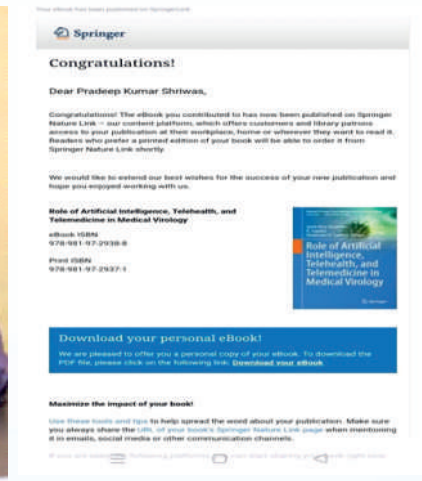 Your eBook has been published on SpringerLink
Springer
Congratulations!
Dear Pradeep Kumar Shriwas,
Congratulations! The eBook you contributed to has now been published on Springer
Nature Link – our content platform, which offers customers and library patrons
access to your publication at their workplace, home or wherever they want to read it.
Readers who prefer a printed edition of your book will be able to order it from
Springer Nature Link shortly.
We would like to extend our best wishes for the success of your new publication and
hope you enjoyed working with us.
Role of Artificial Intelligence, Telehealth, and
Telemedicine in Medical Virology
eBook ISBN
978-981-97-2938-8
Print ISBN
978-981-97-2937-1
Role of Artificial
Intelligence,
Telehealth, and
Telemedicine in
Medical Virology
Springer
Download your personal eBook!
We are pleased to offer you a personal copy of your eBook. To download the
PDF file, please click on the following link: Download your eBook
Maximize the impact of your book!
Use these tools and tips to help spread the word about your publication. Make sure
you always share the URL of your book's Springer Nature Link page when mentioning
it in emails, social media or other communication channels.